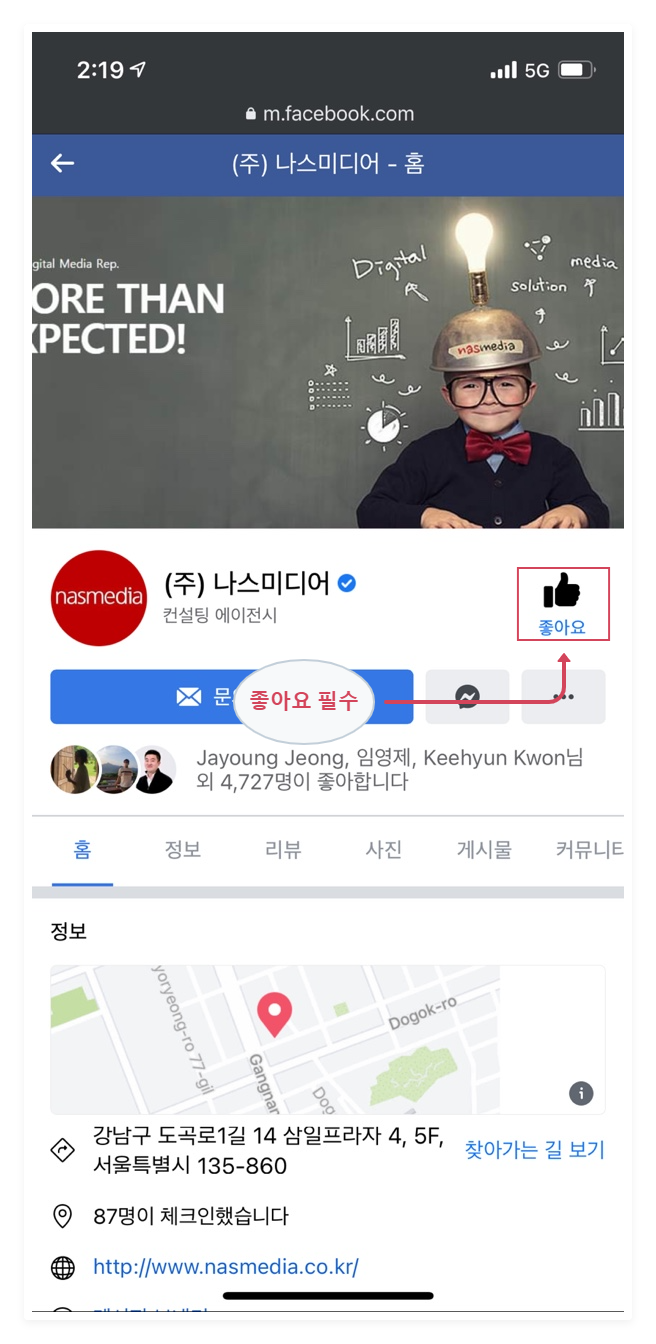 2:19
5G
m.facebook.com
(주) 나스미디어 - 홈
gital Media Rep.
ORE THAN
XPECTED!
Digital
media
solution
nasmedia
nasmedia
(주) 나스미디어
컨설팅 에이전시
좋아요
문
좋아요 필수
Jayoung Jeong, 임영제, Keehyun Kwon님
외 4,727명이 좋아합니다
홈
정보
리뷰
사진
게시물
커뮤니티
정보
yoryeong-ro 77-gil
Gangnan
Dogok-ro
Dog
강남구 도곡로1길 14 삼일프라자 4, 5F,
서울특별시 135-860
찾아가는 길 보기
87명이 체크인했습니다
http://www.nasmedia.co.kr/